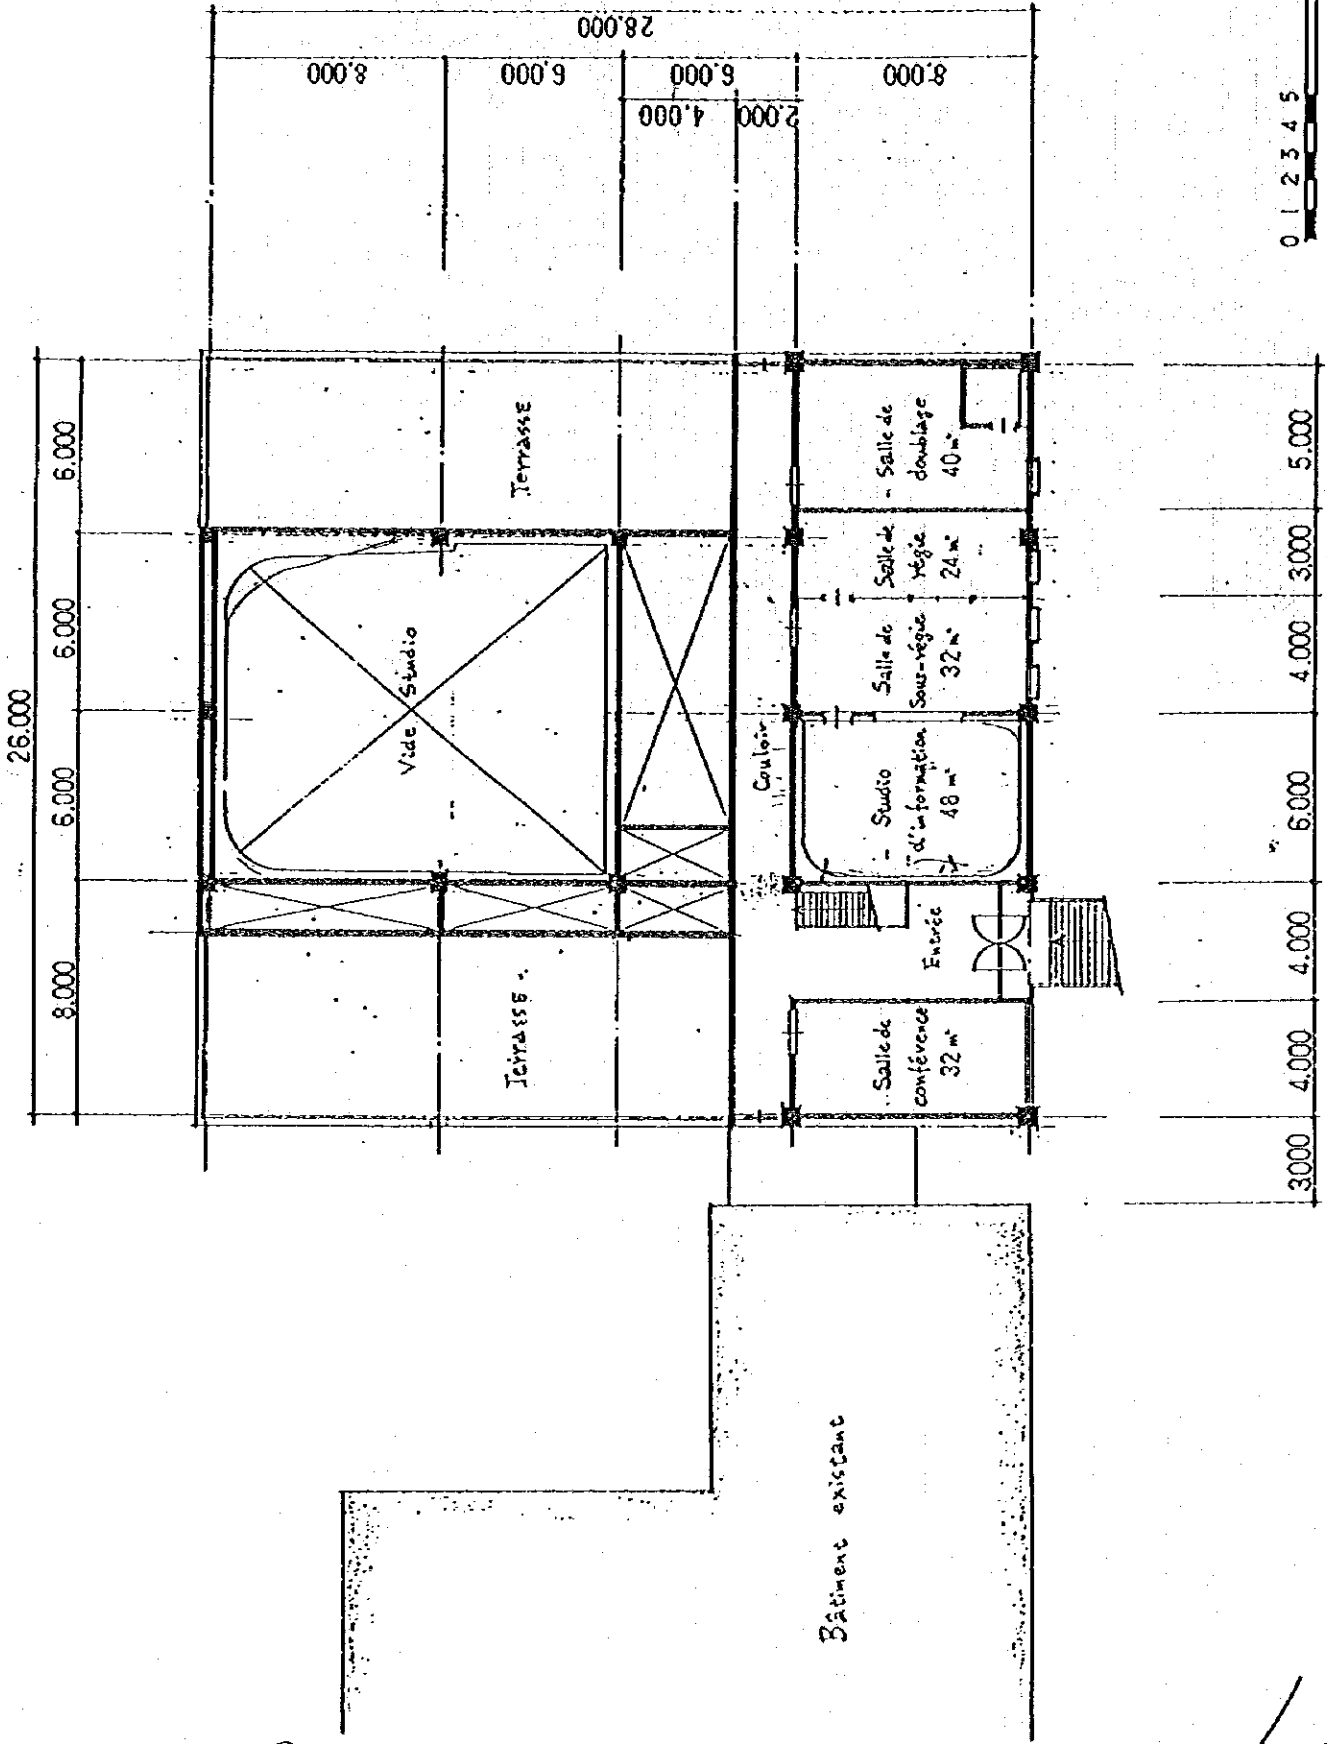 26.000
8.000
6.000
6.000
6.000
28.000
8.000
6.000
6.000
8.000
4.000
2.000
Terrasse
Terrasse
Vide Studio
Couloir
Salle de
conférence
32 m²
Entrée
Studio
d'information
48 m²
Salle de
Sous-régie
32 m²
Salle de
régie
24 m²
Salle de
doublage
40 m²
Bâtiment existant
3.000
4.000
4.000
6.000
4.000
3.000
5.000
0 1 2 3 4 5